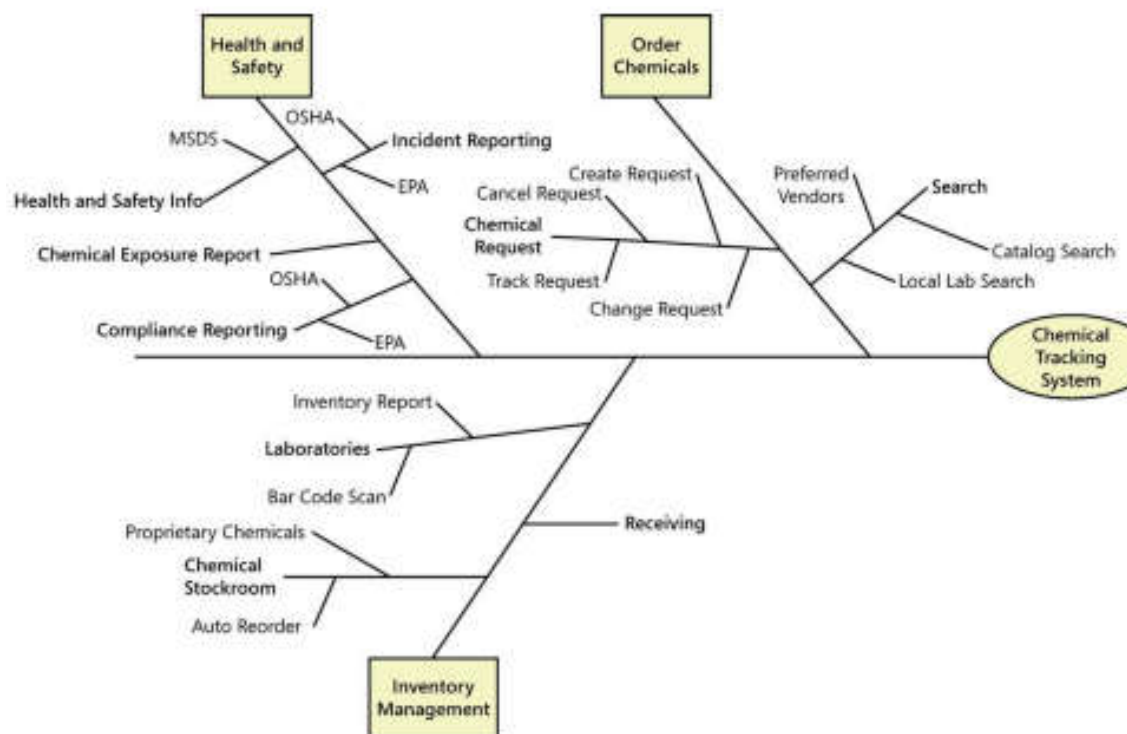 Health and
Safety
Order
Chemicals
OSHA
MSDS
Incident Reporting
EPA
Health and Safety Info
Chemical Exposure Report
OSHA
Compliance Reporting
EPA
Create Request
Cancel Request
Chemical
Request
Track Request
Change Request
Preferred
Vendors
Search
Catalog Search
Local Lab Search
Chemical
Tracking
System
Inventory Report
Laboratories
Bar Code Scan
Receiving
Proprietary Chemicals
Chemical
Stockroom
Auto Reorder
Inventory
Management